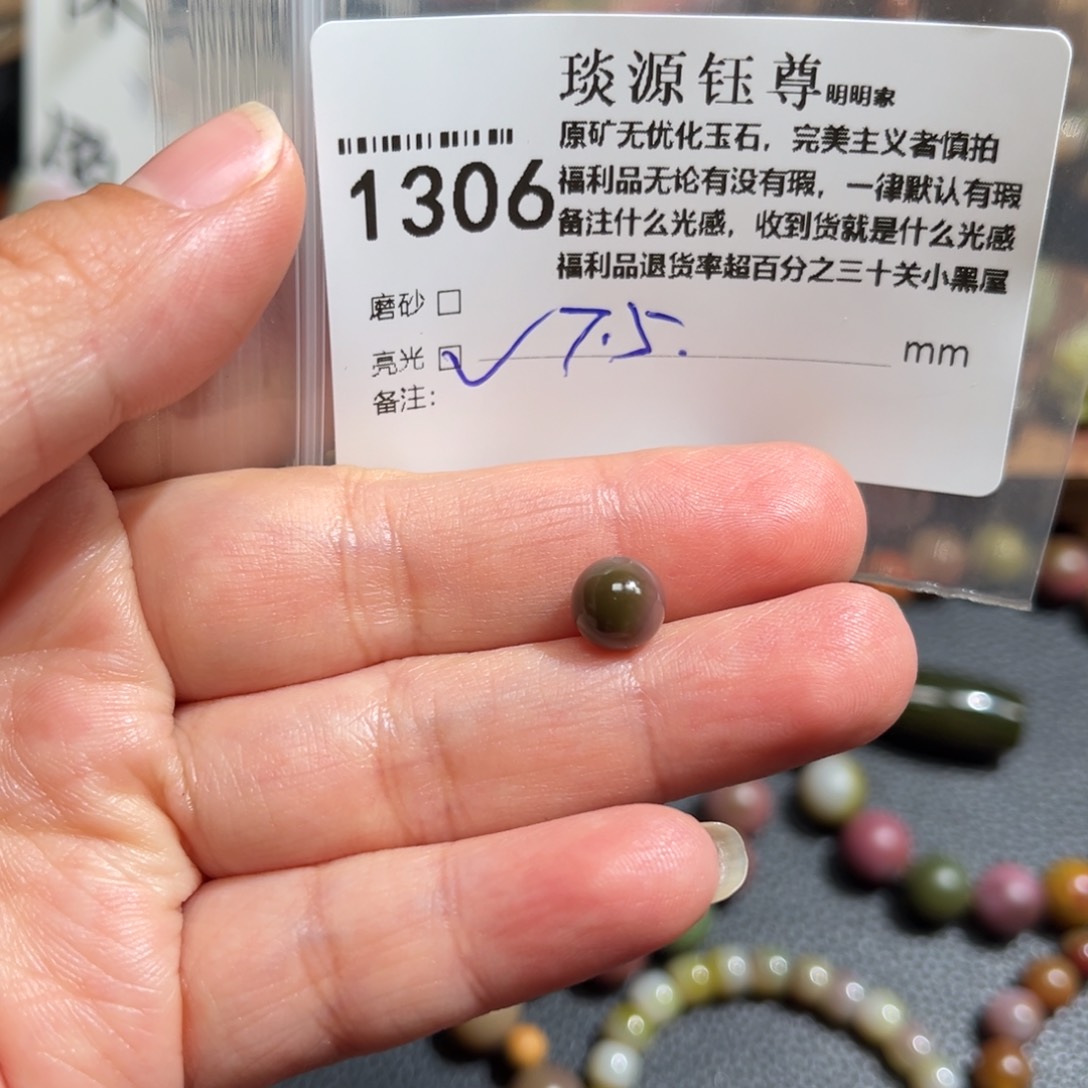 琰源钰尊明明家
原矿无优化玉石，完美主义者慎拍
1306
福利品无论有没有瑕，一律默认有瑕
备注什么光感，收到货就是什么光感
福利品退货率超百分之三十关小黑屋
磨砂 □
亮光 ☑ 7.5. mm
备注：